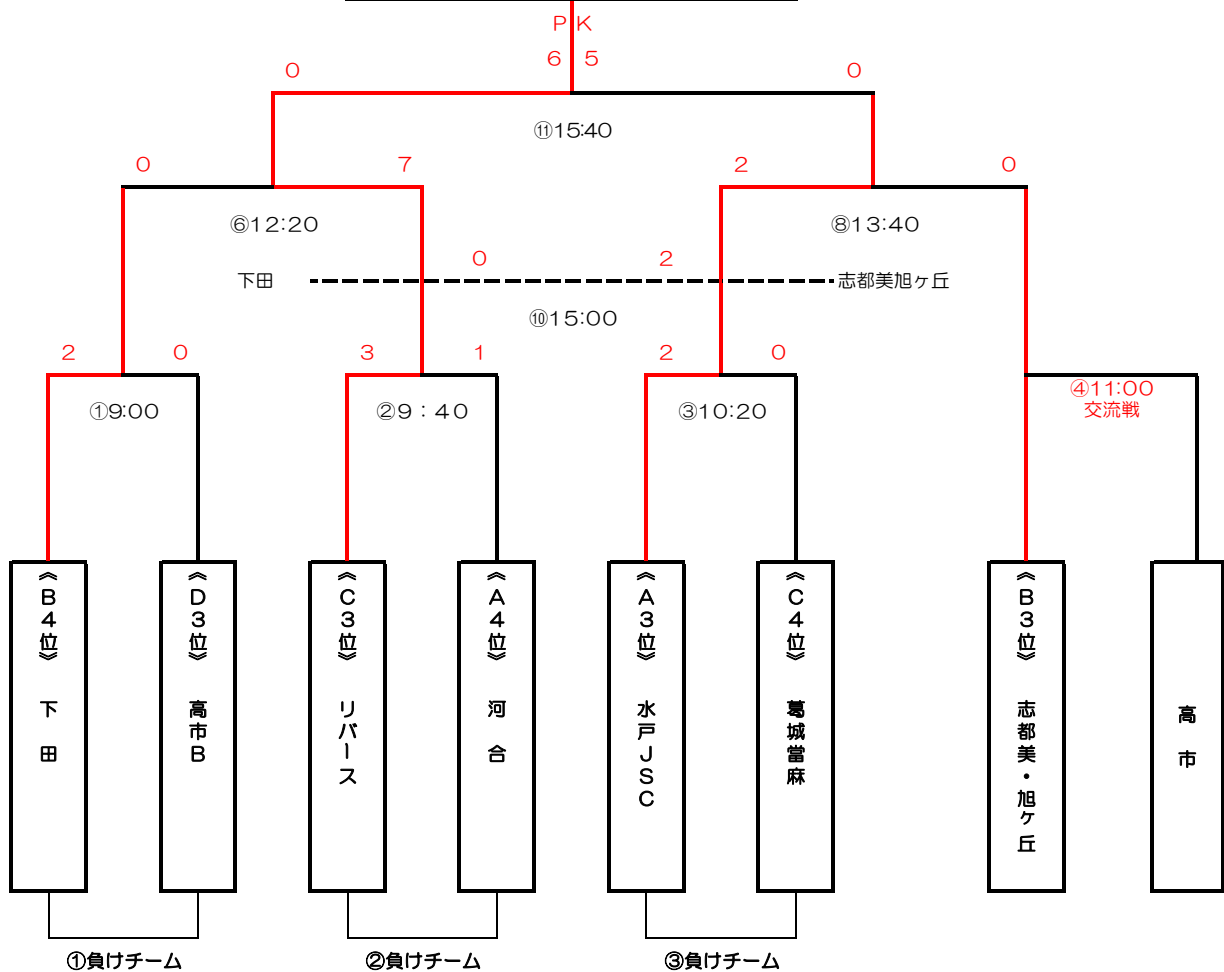 PK
6 5
0 0
⑪15:40
0 7 2 0
⑥12:20 ⑧13:40
0 2
下田 志都美旭ヶ丘
⑩15:00
2 0 3 1 2 0
④11:00
交流戦
①9:00 ②9：40 ③10:20
《B4位》 下田
《D3位》 高市B
《C3位》 リバース
《A4位》 河合
《A3位》 水戸JSC
《C4位》 葛城當麻
《B3位》 志都美・旭ヶ丘
高市
①負けチーム ②負けチーム ③負けチーム